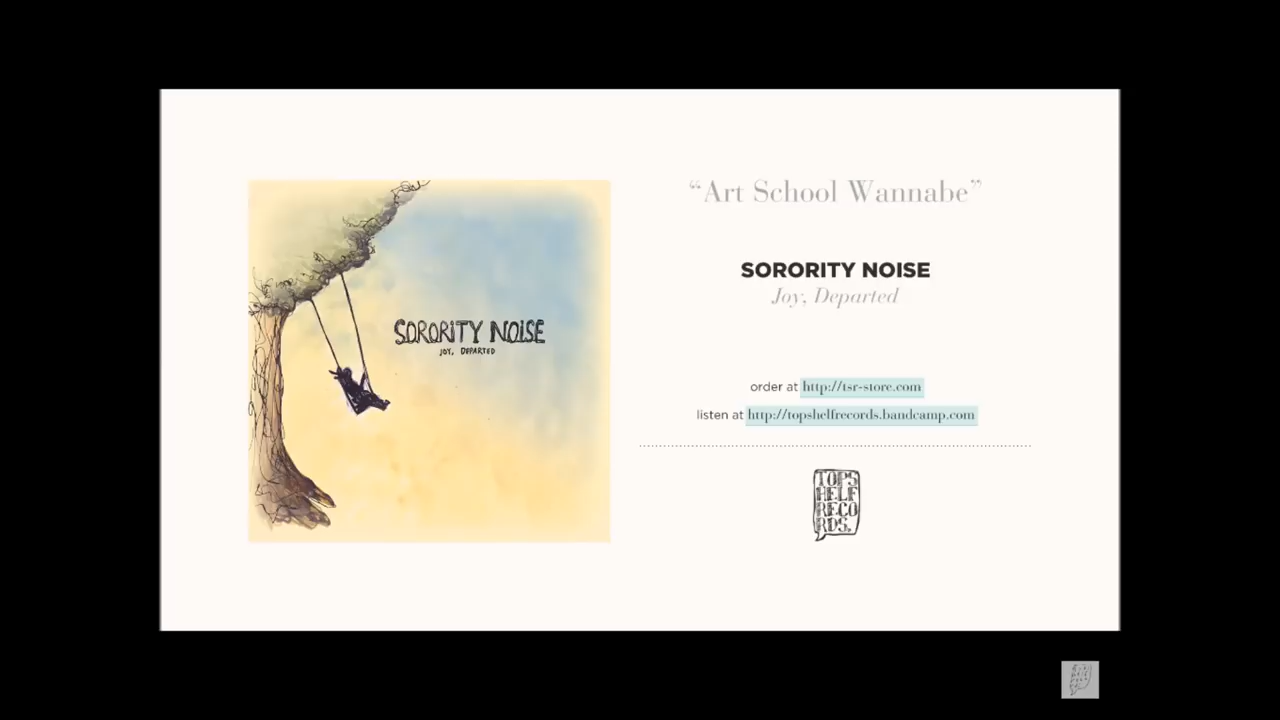 “Art School Wannabe”
SORORITY NOISE
Joy, Departed
SORORITY NOISE
JOY, DEPARTED
order at http://tsr-store.com
listen at http://topshelfrecords.bandcamp.com
TOPS
HELF
RECO
RDS.